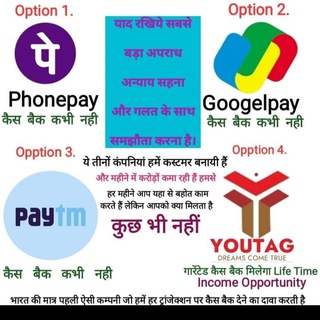 Option 1.
याद रखिये सबसे
बड़ा अपराध
अन्याय सहना
और गलत के साथ
समझौता करना है।
Option 2.
पे
Phonepay
कैस बैक कभी नही
Googelpay
कैस बैक कभी नही
Opption 3.
ये तीनों कंपनियां हमें कस्टमर बनायी हैं
और महीने में करोड़ों कमा रही हैं हमसे
हर महीने आप यहा से बहोत काम
करते हैं लेकिन आपको क्या मिलता है
कुछ भी नहीं
Opption 4.
paytm
कैस बैक कभी नही
YOUTAG
DREAMS COME TRUE
गारेंटेड कैस बैक मिलेगा Life Time
Income Opportunity
भारत की मात्र पहली ऐसी कम्पनी जो हमें हर ट्रांजेक्शन पर कैस बैक देने का दावा करती है